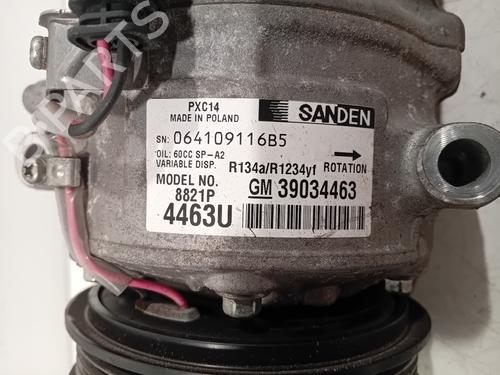 PXC14
MADE IN POLAND
SANDEN
SN: 064109116B5
OIL: 60CC SP-A2
VARIABLE DISP.
R134a/R1234yf ROTATION
MODEL NO.
8821P
GM 39034463
4463U
B PARTS